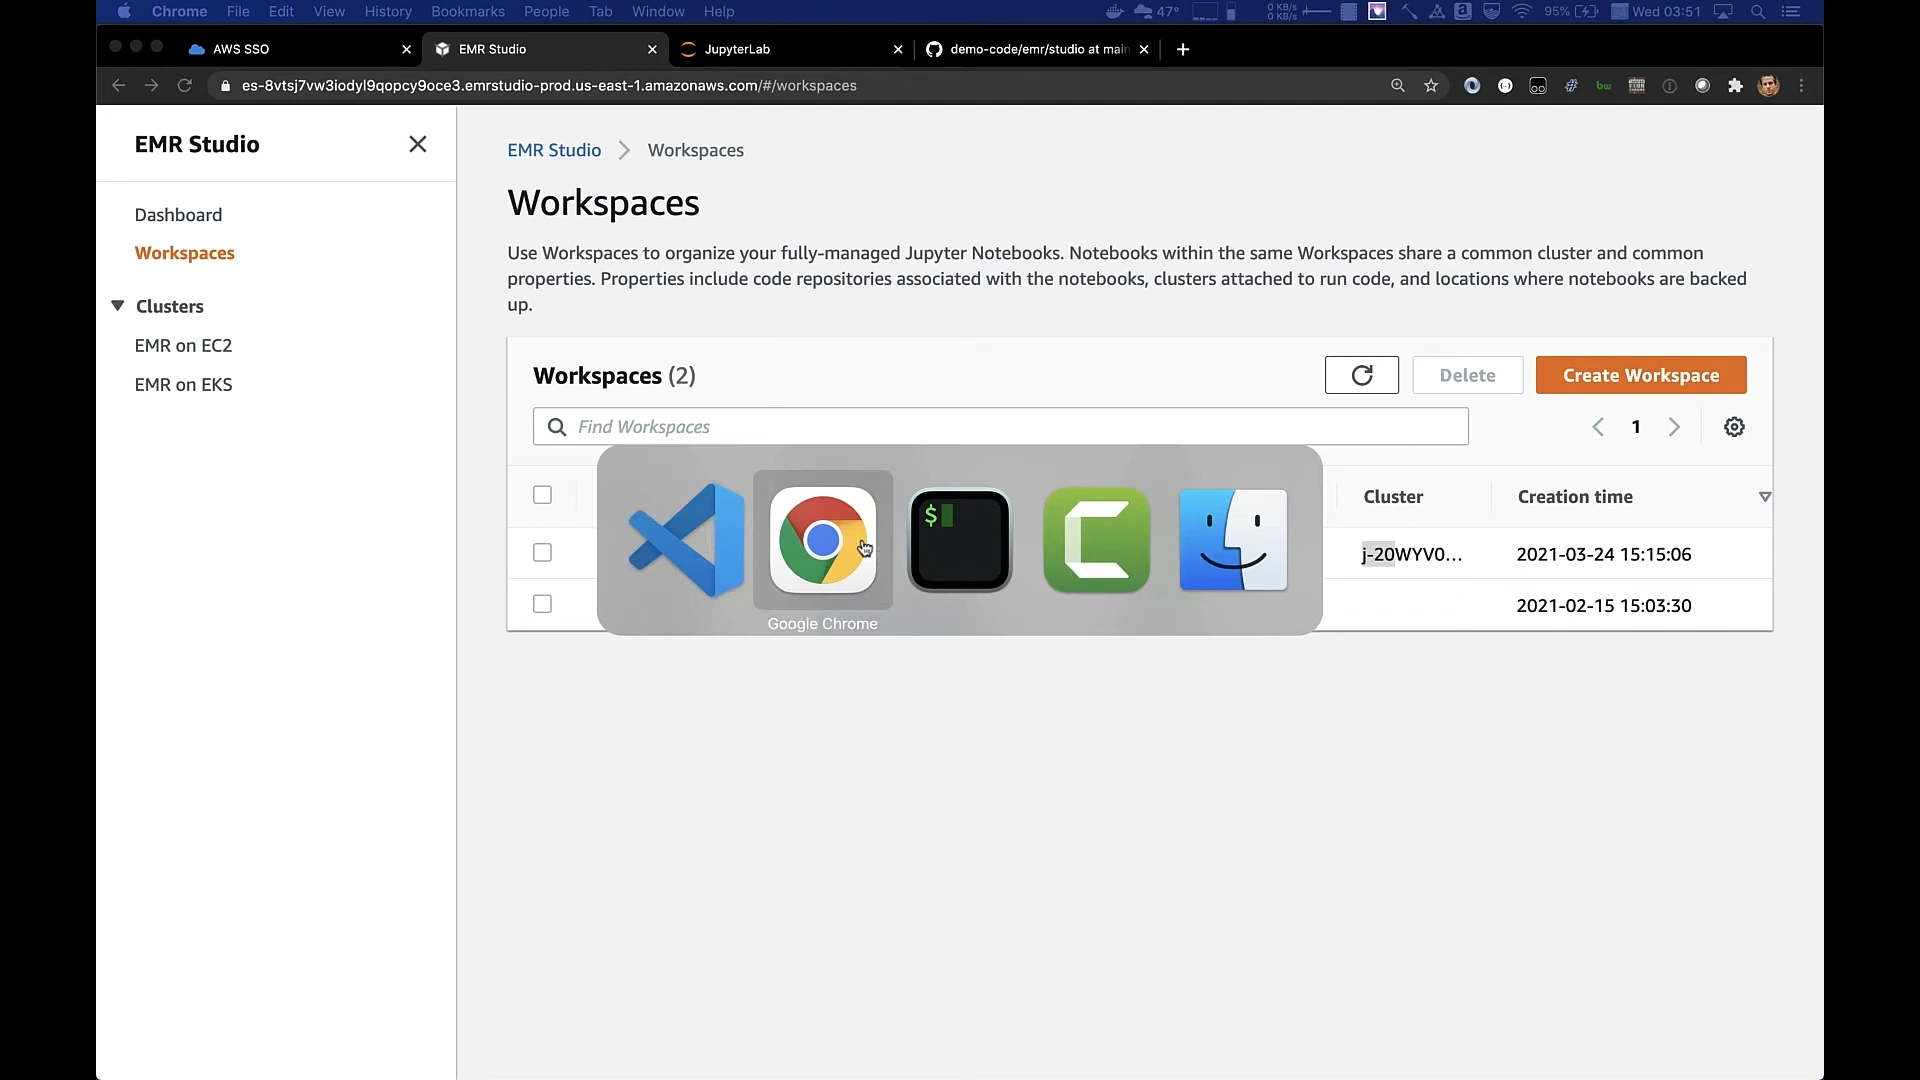 Chrome File Edit View History Bookmarks People Tab Window Help 47° 0 KB/s 0 KB/s 95% Wed 03:51
AWS SSO EMR Studio JupyterLab demo-code/emr/studio at main
es-8vtsj7vw3iodyl9qopcy9oce3.emrstudio-prod.us-east-1.amazonaws.com/#/workspaces
EMR Studio
Dashboard
Workspaces
Clusters
EMR on EC2
EMR on EKS
EMR Studio Workspaces
Workspaces
Use Workspaces to organize your fully-managed Jupyter Notebooks. Notebooks within the same Workspaces share a common cluster and common
properties. Properties include code repositories associated with the notebooks, clusters attached to run code, and locations where notebooks are backed
up.
Workspaces (2) Delete Create Workspace
Find Workspaces 1
Cluster Creation time
j-20WYV0... 2021-03-24 15:15:06
2021-02-15 15:03:30
$
Google Chrome